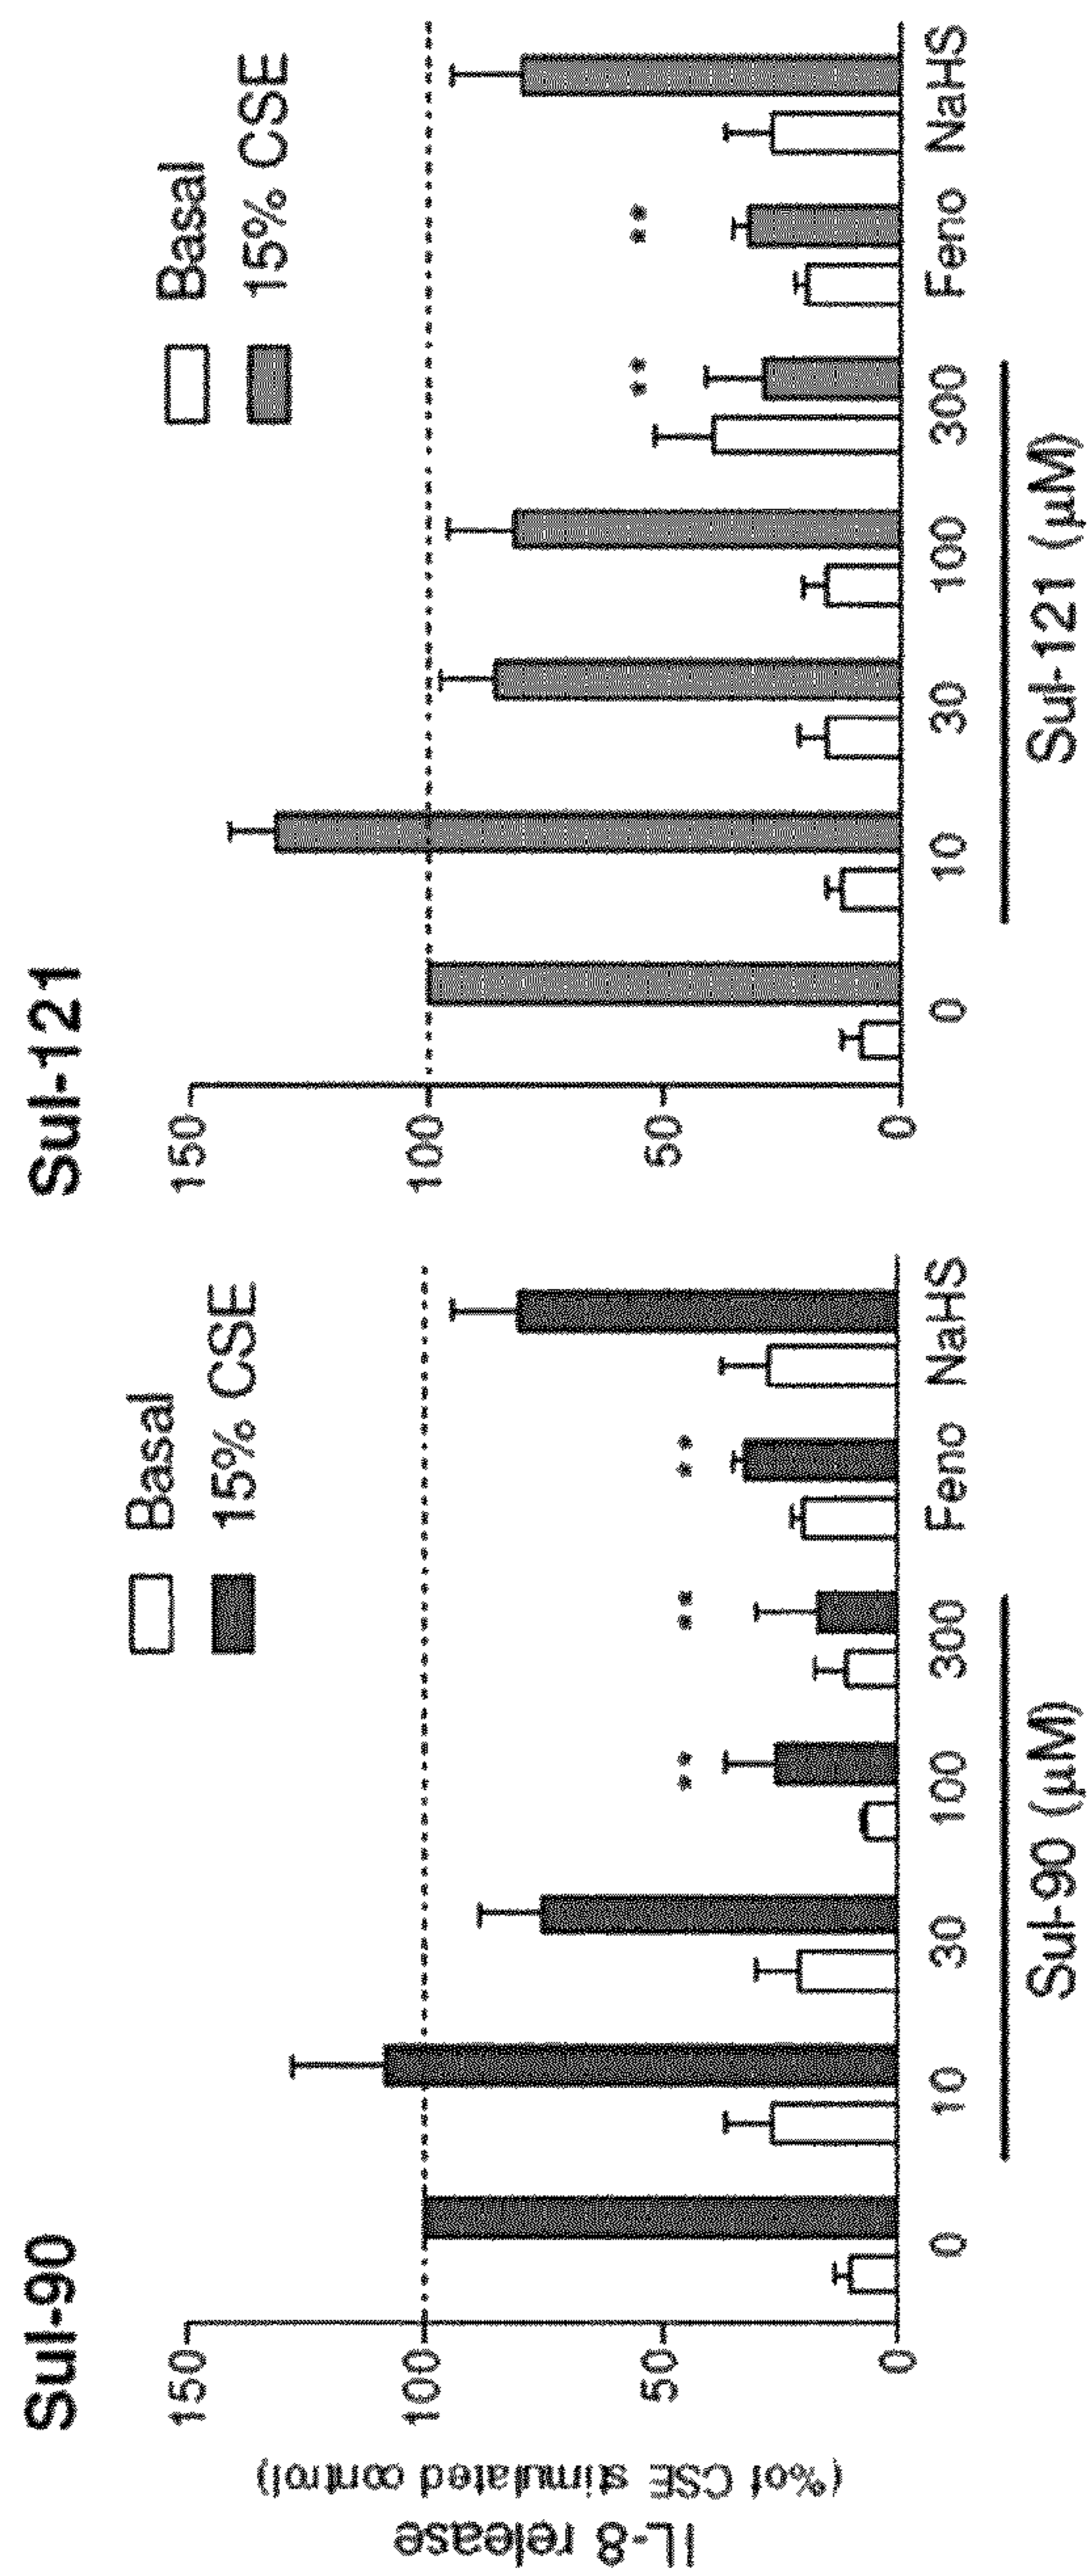 Sul-90
IL-8 release
(%of CSE stimulated control)
Basal
15% CSE
150
100
50
0
0
10
30
100
300
Feno
NaHS
**
**
**
Sul-90 (µM)
Sul-121
Basal
15% CSE
150
100
50
0
0
10
30
100
300
Feno
NaHS
**
**
Sul-121 (µM)